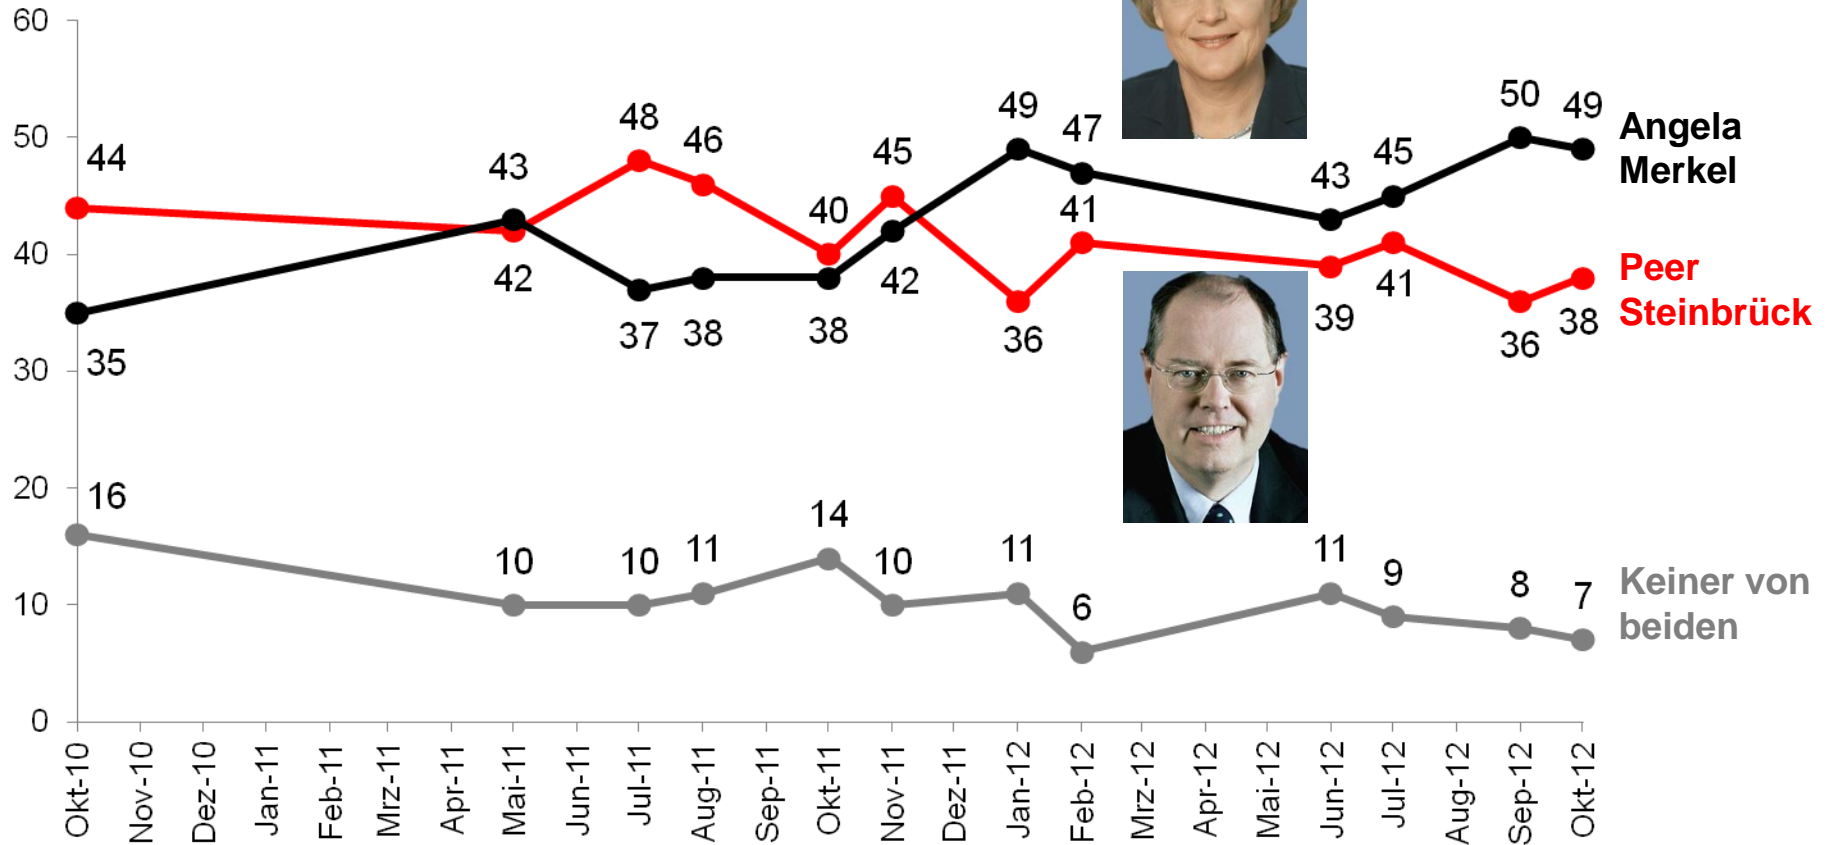 60
50
40
30
20
10
0
44 43 48 46 40 45 49 47 43 45 50 49
35 42 37 38 38 42 36 41 39 41 36 38
16 10 10 11 14 10 11 6 11 9 8 7
Angela
Merkel
Peer
Steinbrück
Keiner von
beiden
Okt-10
Nov-10
Dez-10
Jan-11
Feb-11
Mrz-11
Apr-11
Mai-11
Jun-11
Jul-11
Aug-11
Sep-11
Okt-11
Nov-11
Dez-11
Jan-12
Feb-12
Mrz-12
Apr-12
Mai-12
Jun-12
Jul-12
Aug-12
Sep-12
Okt-12